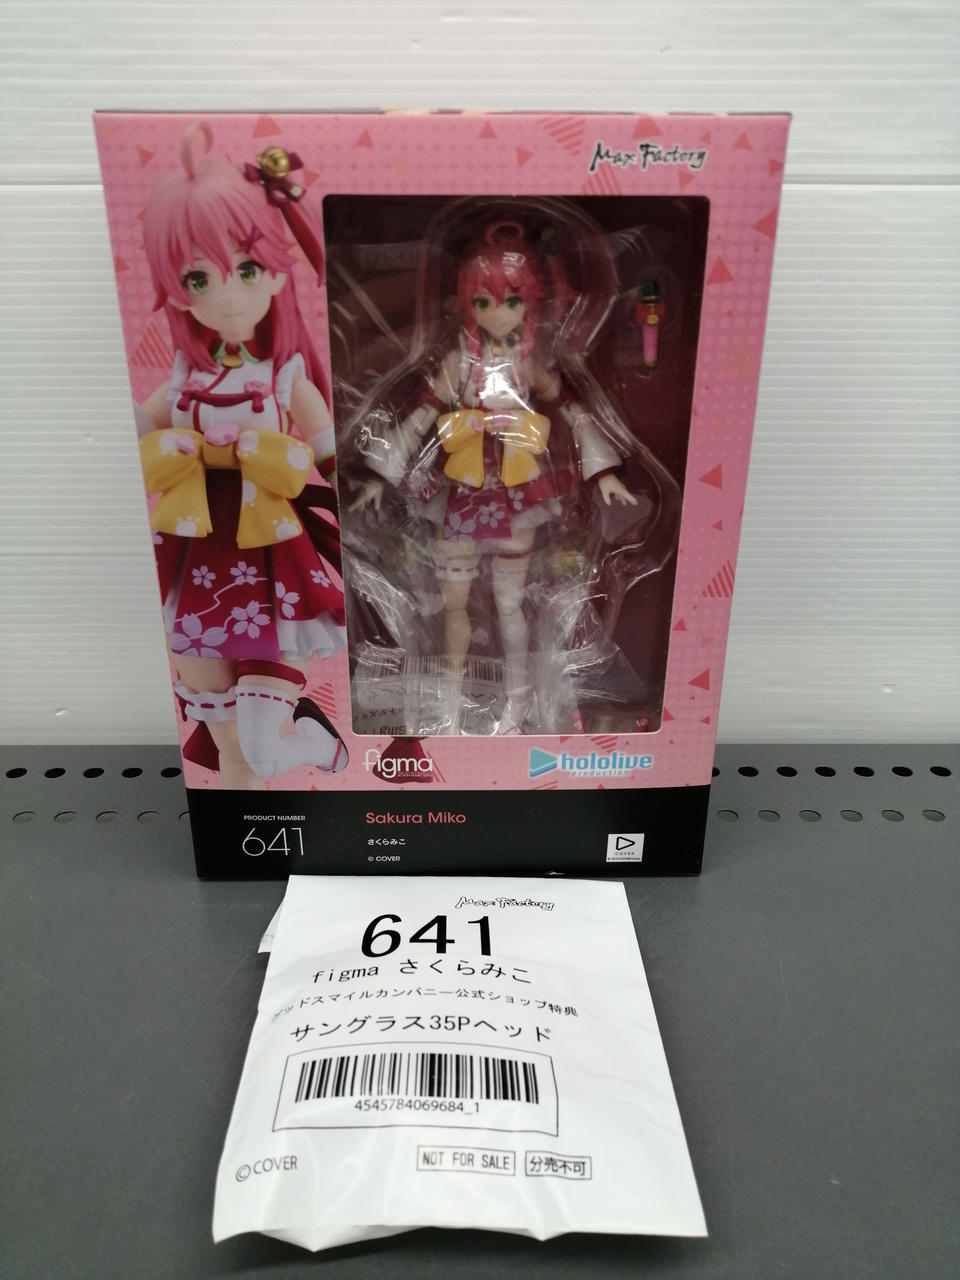 Max Factory
figma
hololive
production
PRODUCT NUMBER
641
Sakura Miko
さくらみこ
© COVER
COVER
Max Factory
641
figma さくらみこ
グッドスマイルカンパニー公式ショップ特典
サングラス35Pヘッド
4545784069684_1
©COVER
NOT FOR SALE
分売不可